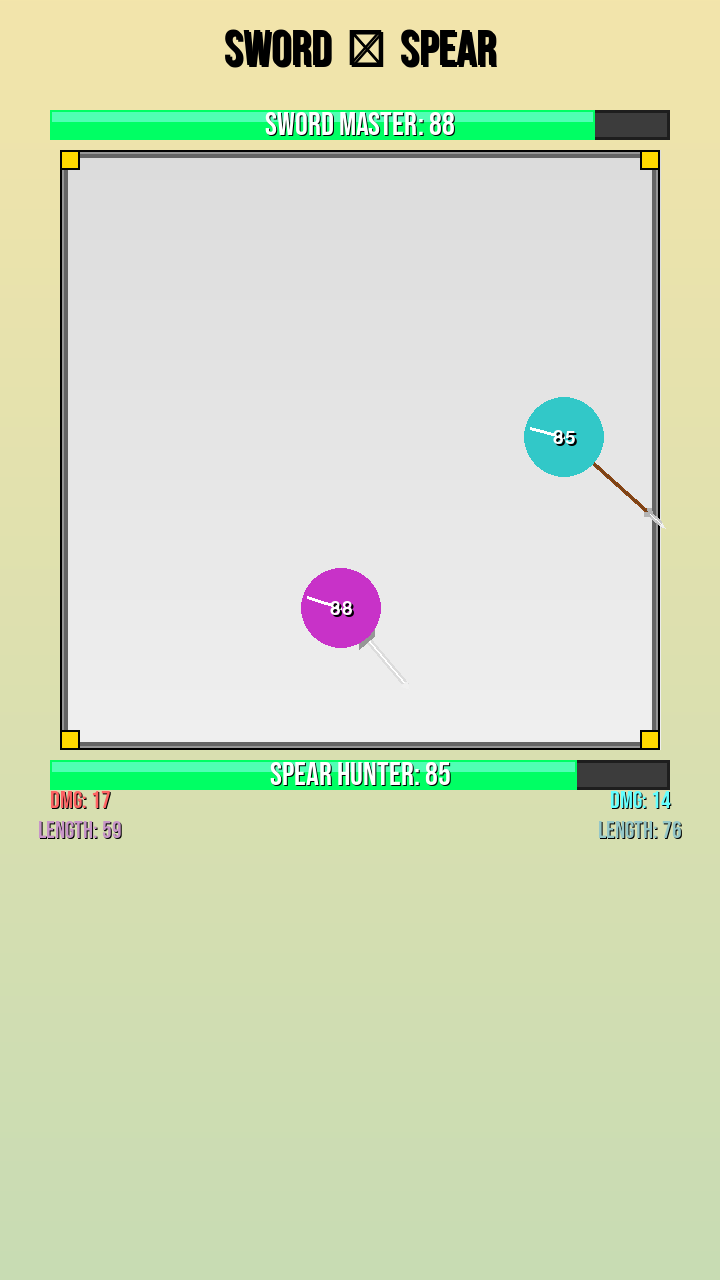 SWORD SPEAR
SWORD MASTER: 88
85
88
SPEAR HUNTER: 85
DMG: 17 DMG: 14
LENGTH: 59 LENGTH: 76